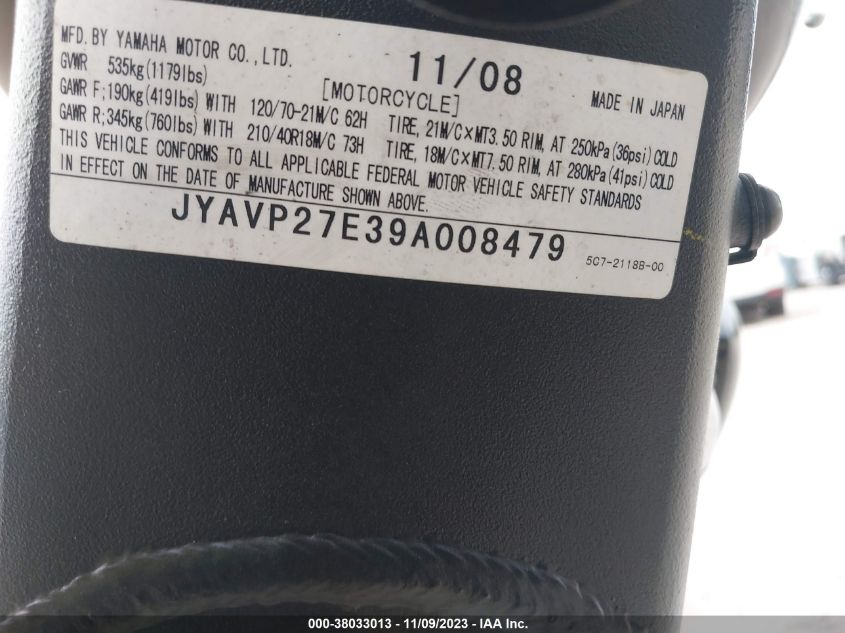 MFD. BY YAMAHA MOTOR CO., LTD. 11/08
GVWR 535kg(1179lbs) [MOTORCYCLE] MADE IN JAPAN
GAWR F;190kg(419lbs) WITH 120/70-21M/C 62H TIRE, 21M/C×MT3.50 RIM, AT 250kPa(36psi)COLD
GAWR R;345kg(760lbs) WITH 210/40R18M/C 73H TIRE, 18M/C×MT7.50 RIM, AT 280kPa(41psi)COLD
THIS VEHICLE CONFORMS TO ALL APPLICABLE FEDERAL MOTOR VEHICLE SAFETY STANDARDS
IN EFFECT ON THE DATE OF MANUFACTURE SHOWN ABOVE.
JYAVP27E39A008479 5C7-2118B-00
000-38033013 - 11/09/2023 - IAAI, Inc.